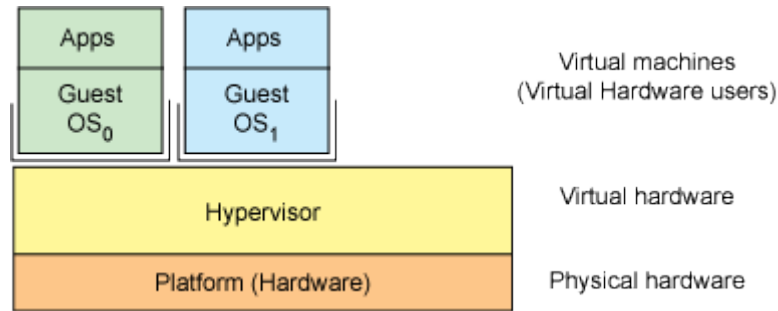 Apps
Apps
Guest
OS0
Guest
OS1
Virtual machines
(Virtual Hardware users)
Hypervisor
Virtual hardware
Platform (Hardware)
Physical hardware